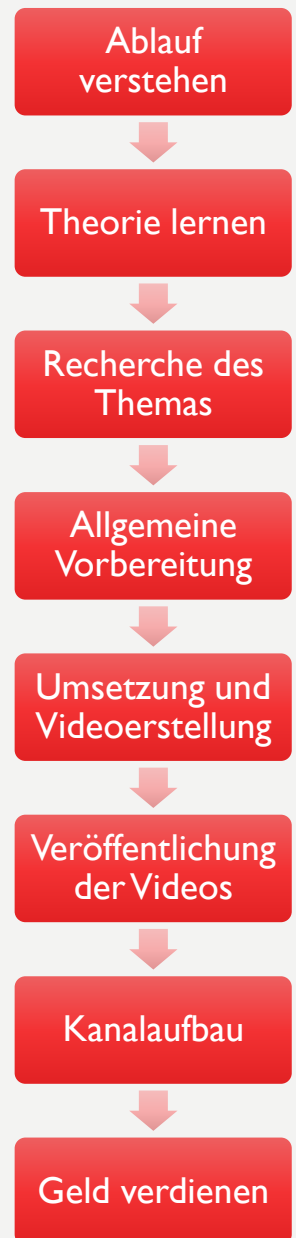 Ablauf
verstehen
Theorie lernen
Recherche des
Themas
Allgemeine
Vorbereitung
Umsetzung und
Videoerstellung
Veröffentlichung
der Videos
Kanalaufbau
Geld verdienen